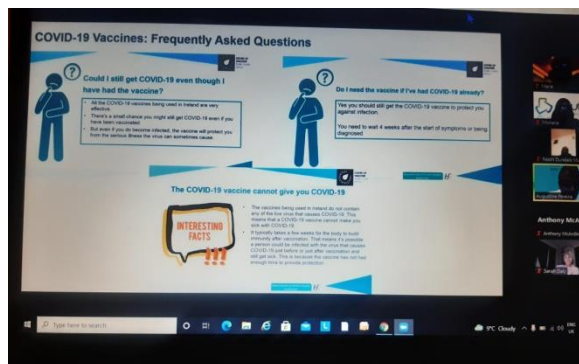 COVID-19 Vaccines: Frequently Asked Questions
Could I still get COVID-19 even though I
have had the vaccine?
All the COVID-19 vaccines being used in Ireland are very
effective
There's a small chance you might still get COVID-19 even if you
have been vaccinated
But even if you do become infected, the vaccine will protect you
from the serious illness the virus can sometimes cause
Do I need the vaccine if I've had COVID-19 already?
Yes you should still get the COVID-19 vaccine to protect you
against infection.
You need to wait 4 weeks after the start of symptoms or being
diagnosed
The COVID-19 vaccine cannot give you COVID-19
INTERESTING
FACTS
The vaccines being used in Ireland do not contain
any of the live virus that causes COVID-19. This
means that a COVID-19 vaccine cannot make you
sick with COVID-19.
It typically takes a few weeks for the body to build
immunity after vaccination. That means it's possible
a person could be infected with the virus that causes
COVID-19 just before or just after vaccination and
still get sick. This is because the vaccine has not had
enough time to provide protection.
Anthony McA
Type here to search
9°C Cloudy
ENG
US